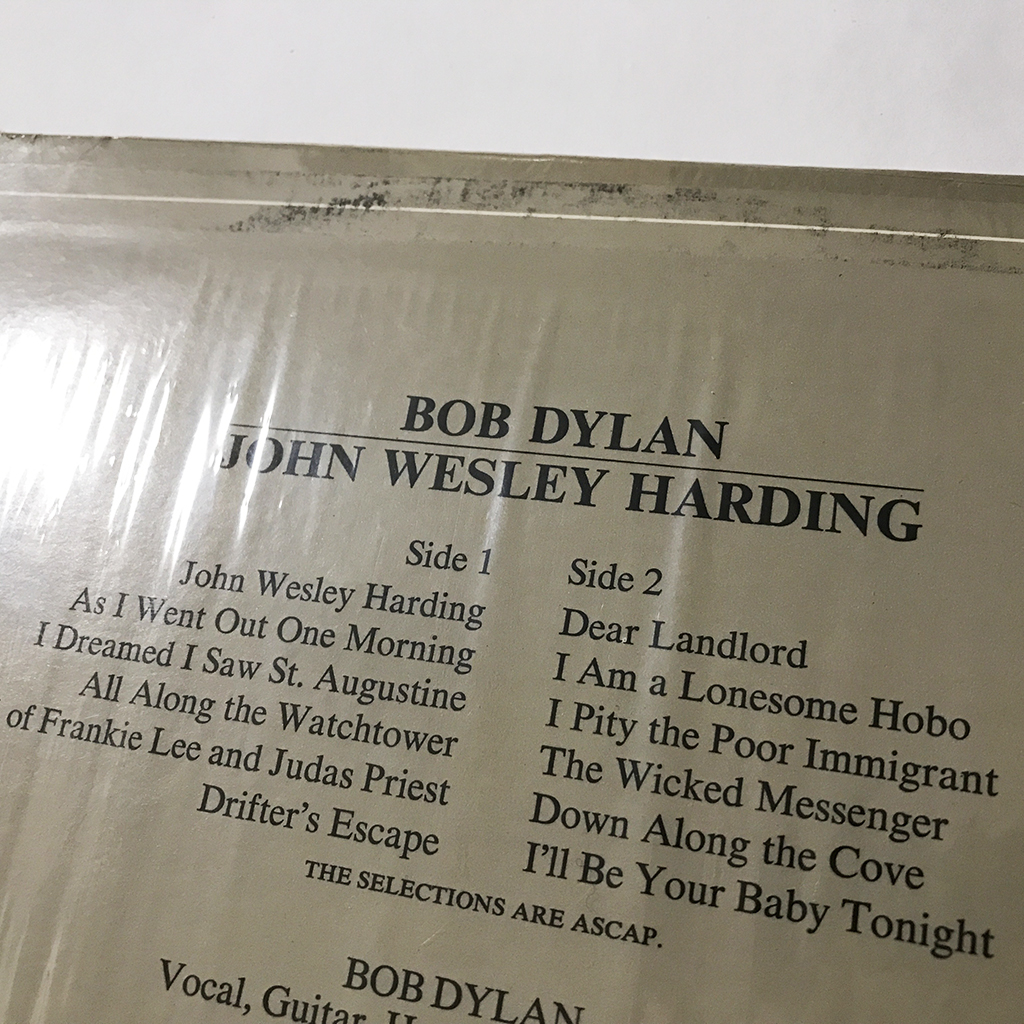 BOB DYLAN
JOHN WESLEY HARDING
Side 1
John Wesley Harding
As I Went Out One Morning
I Dreamed I Saw St. Augustine
All Along the Watchtower
of Frankie Lee and Judas Priest
Drifter's Escape
Side 2
Dear Landlord
I Am a Lonesome Hobo
I Pity the Poor Immigrant
The Wicked Messenger
Down Along the Cove
I'll Be Your Baby Tonight
THE SELECTIONS ARE ASCAP.
BOB DYLAN
Vocal, Guitar,